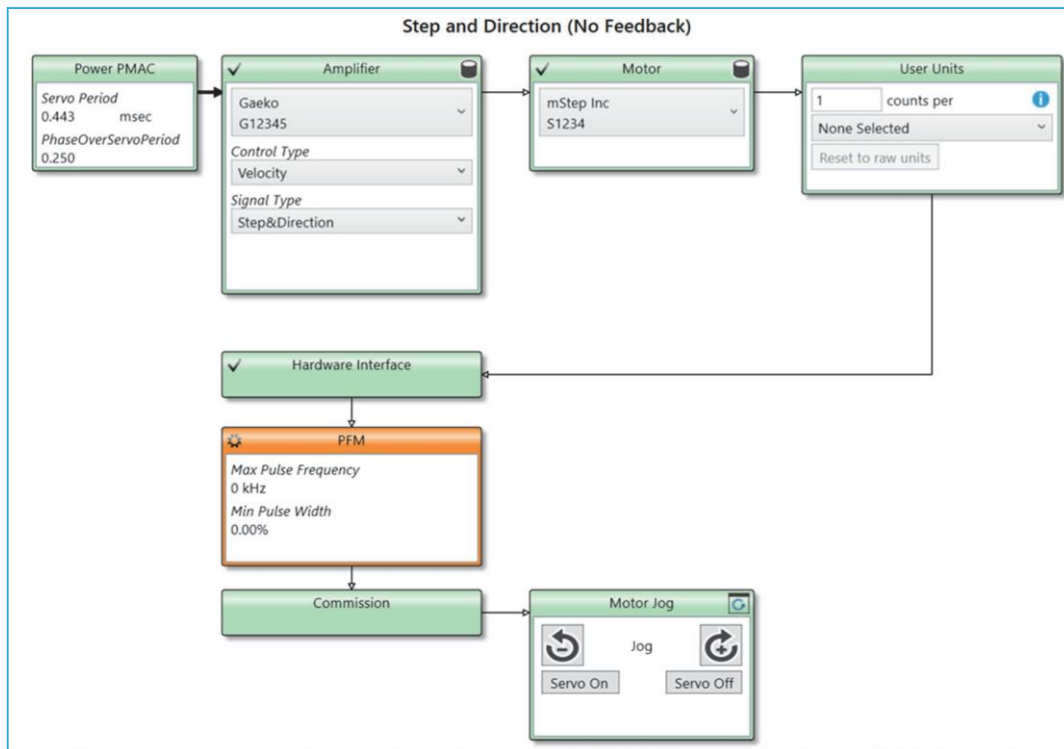 Step and Direction (No Feedback)
Power PMAC
Servo Period
0.443 msec
PhaseOverServoPeriod
0.250
Amplifier
Gaeko
G12345
Control Type
Velocity
Signal Type
Step&Direction
Motor
mStep Inc
S1234
User Units
1 counts per
None Selected
Reset to raw units
Hardware Interface
PFM
Max Pulse Frequency
0 kHz
Min Pulse Width
0.00%
Commission
Motor Jog
Jog
Servo On Servo Off